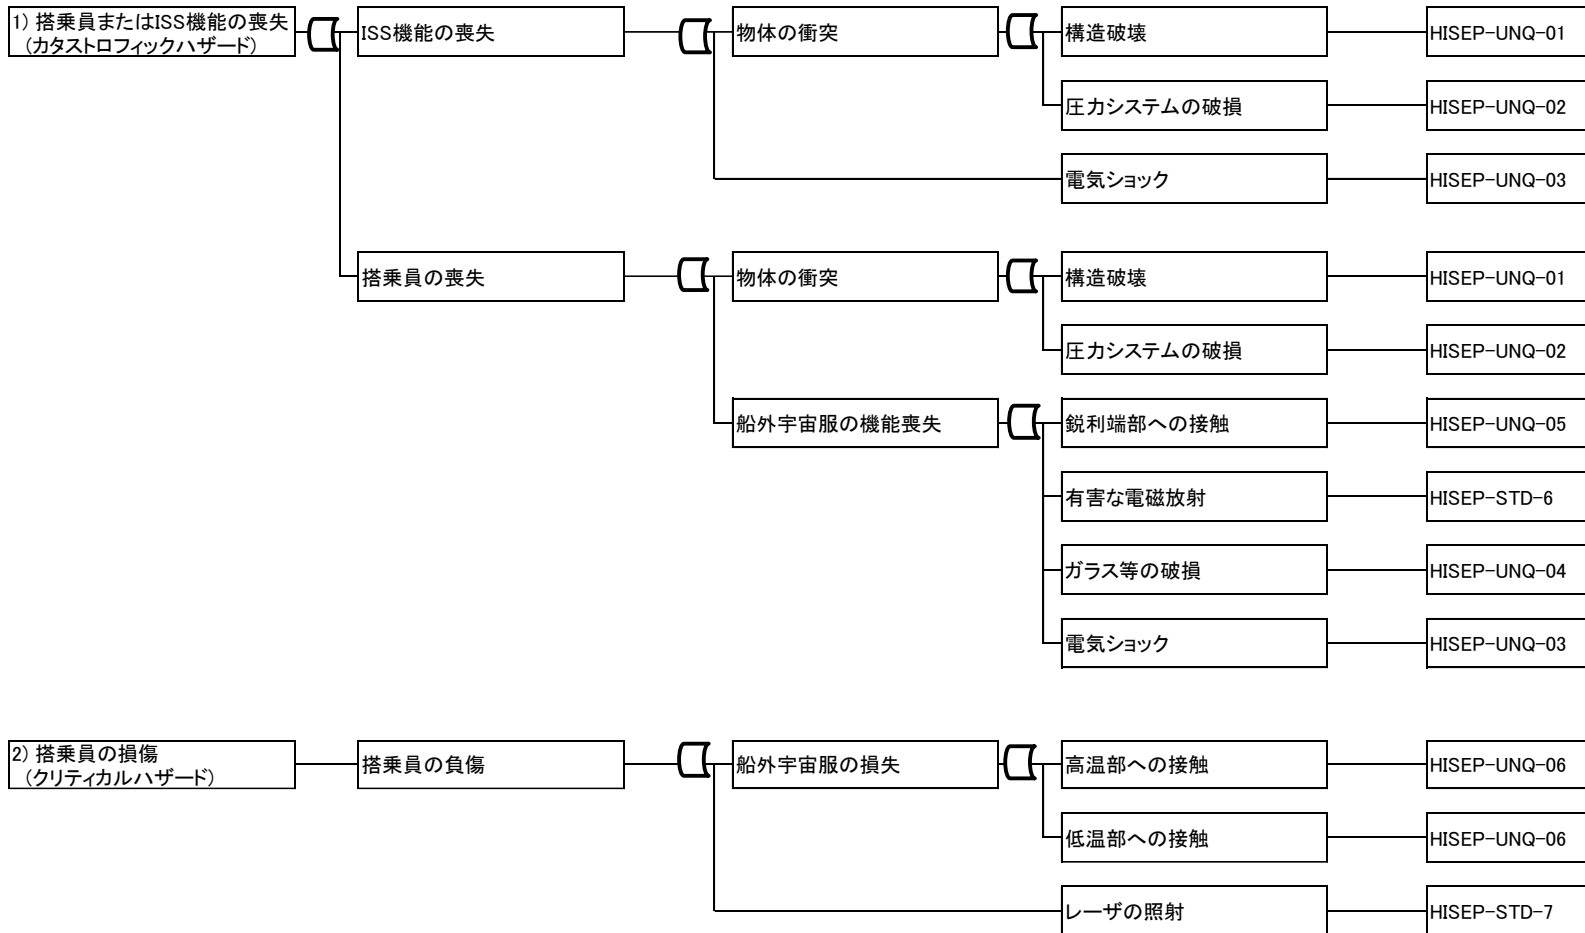 1) 搭乗員またはISS機能の喪失
（カタストロフィックハザード）
ISS機能の喪失
物体の衝突
構造破壊
HISEP-UNQ-01
圧力システムの破損
HISEP-UNQ-02
電気ショック
HISEP-UNQ-03
搭乗員の喪失
物体の衝突
構造破壊
HISEP-UNQ-01
圧力システムの破損
HISEP-UNQ-02
船外宇宙服の機能喪失
鋭利端部への接触
HISEP-UNQ-05
有害な電磁放射
HISEP-STD-6
ガラス等の破損
HISEP-UNQ-04
電気ショック
HISEP-UNQ-03
2) 搭乗員の損傷
（クリティカルハザード）
搭乗員の負傷
船外宇宙服の損失
高温部への接触
HISEP-UNQ-06
低温部への接触
HISEP-UNQ-06
レーザの照射
HISEP-STD-7